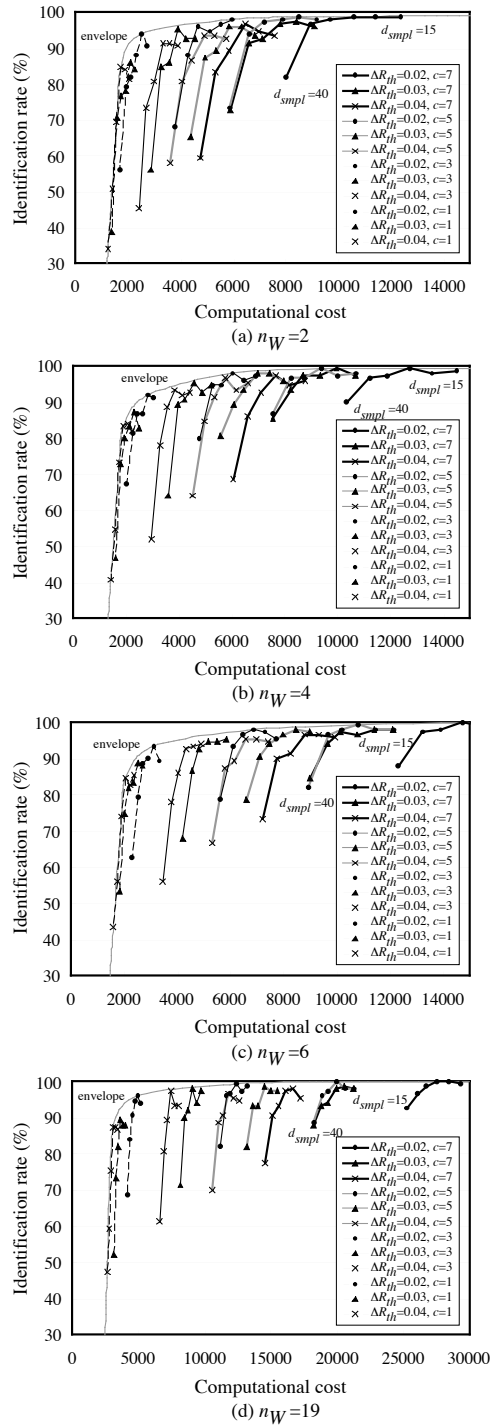 Identification rate (%)
100
90
80
70
60
50
40
30
envelope
d_smpl=15
d_smpl=40
ΔR_th=0.02, c=7
ΔR_th=0.03, c=7
ΔR_th=0.04, c=7
ΔR_th=0.02, c=5
ΔR_th=0.03, c=5
ΔR_th=0.04, c=5
ΔR_th=0.02, c=3
ΔR_th=0.03, c=3
ΔR_th=0.04, c=3
ΔR_th=0.02, c=1
ΔR_th=0.03, c=1
ΔR_th=0.04, c=1
0 2000 4000 6000 8000 10000 12000 14000
Computational cost
(a) n_W=2
Identification rate (%)
100
90
80
70
60
50
40
30
envelope
d_smpl=15
d_smpl=40
ΔR_th=0.02, c=7
ΔR_th=0.03, c=7
ΔR_th=0.04, c=7
ΔR_th=0.02, c=5
ΔR_th=0.03, c=5
ΔR_th=0.04, c=5
ΔR_th=0.02, c=3
ΔR_th=0.03, c=3
ΔR_th=0.04, c=3
ΔR_th=0.02, c=1
ΔR_th=0.03, c=1
ΔR_th=0.04, c=1
0 2000 4000 6000 8000 10000 12000 14000
Computational cost
(b) n_W=4
Identification rate (%)
100
90
80
70
60
50
40
30
envelope
d_smpl=15
d_smpl=40
ΔR_th=0.02, c=7
ΔR_th=0.03, c=7
ΔR_th=0.04, c=7
ΔR_th=0.02, c=5
ΔR_th=0.03, c=5
ΔR_th=0.04, c=5
ΔR_th=0.02, c=3
ΔR_th=0.03, c=3
ΔR_th=0.04, c=3
ΔR_th=0.02, c=1
ΔR_th=0.03, c=1
ΔR_th=0.04, c=1
0 2000 4000 6000 8000 10000 12000 14000
Computational cost
(c) n_W=6
Identification rate (%)
100
90
80
70
60
50
40
30
envelope
d_smpl=15
d_smpl=40
ΔR_th=0.02, c=7
ΔR_th=0.03, c=7
ΔR_th=0.04, c=7
ΔR_th=0.02, c=5
ΔR_th=0.03, c=5
ΔR_th=0.04, c=5
ΔR_th=0.02, c=3
ΔR_th=0.03, c=3
ΔR_th=0.04, c=3
ΔR_th=0.02, c=1
ΔR_th=0.03, c=1
ΔR_th=0.04, c=1
0 5000 10000 15000 20000 25000 30000
Computational cost
(d) n_W=19